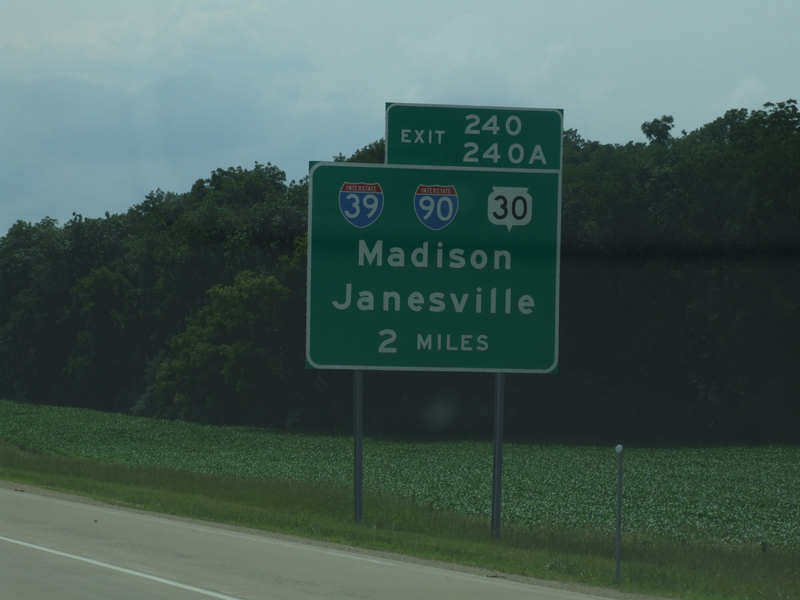 EXIT 240
240A
INTERSTATE 39 INTERSTATE 90 30
Madison
Janesville
2 MILES